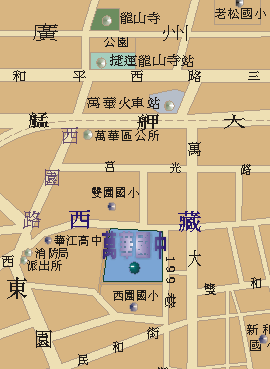 老松國小
龍山寺
廣州
公園
捷運龍山寺站
和平西路三
萬華火車站
艋舺大
萬華區公所
西園路
萬大
莒光路
雙園國小
西藏
華江高中
萬華國中
消防局
派出所
西
東園
199巷
西園國小
雙和
民和街
新和
國小